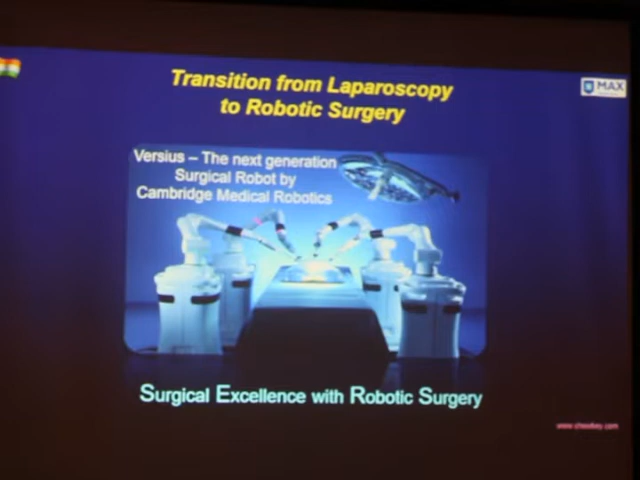 Transition from Laparoscopy
to Robotic Surgery
MAX
Versius – The next generation
Surgical Robot by
Cambridge Medical Robotics
Surgical Excellence with Robotic Surgery